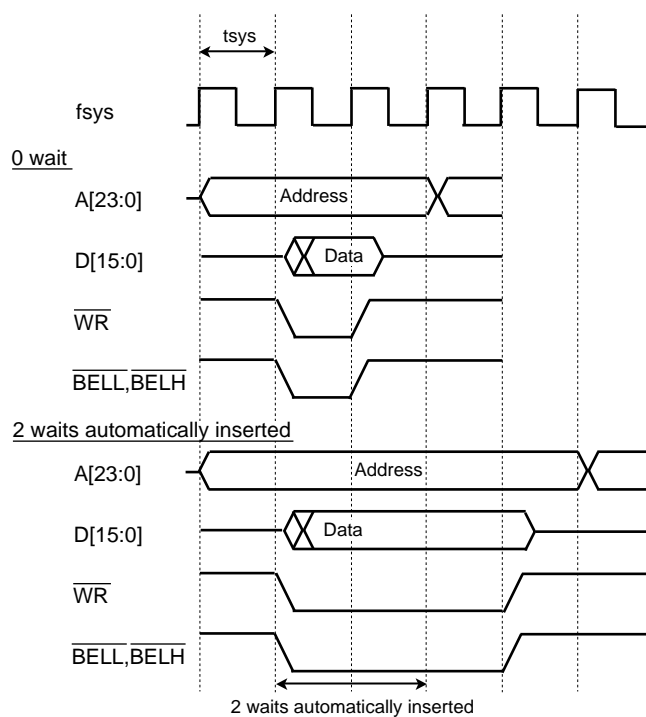 tsys
fsys
0 wait
A[23:0]
Address
D[15:0]
Data
WR
BELL,BELH
2 waits automatically inserted
A[23:0]
Address
D[15:0]
Data
WR
BELL,BELH
2 waits automatically inserted